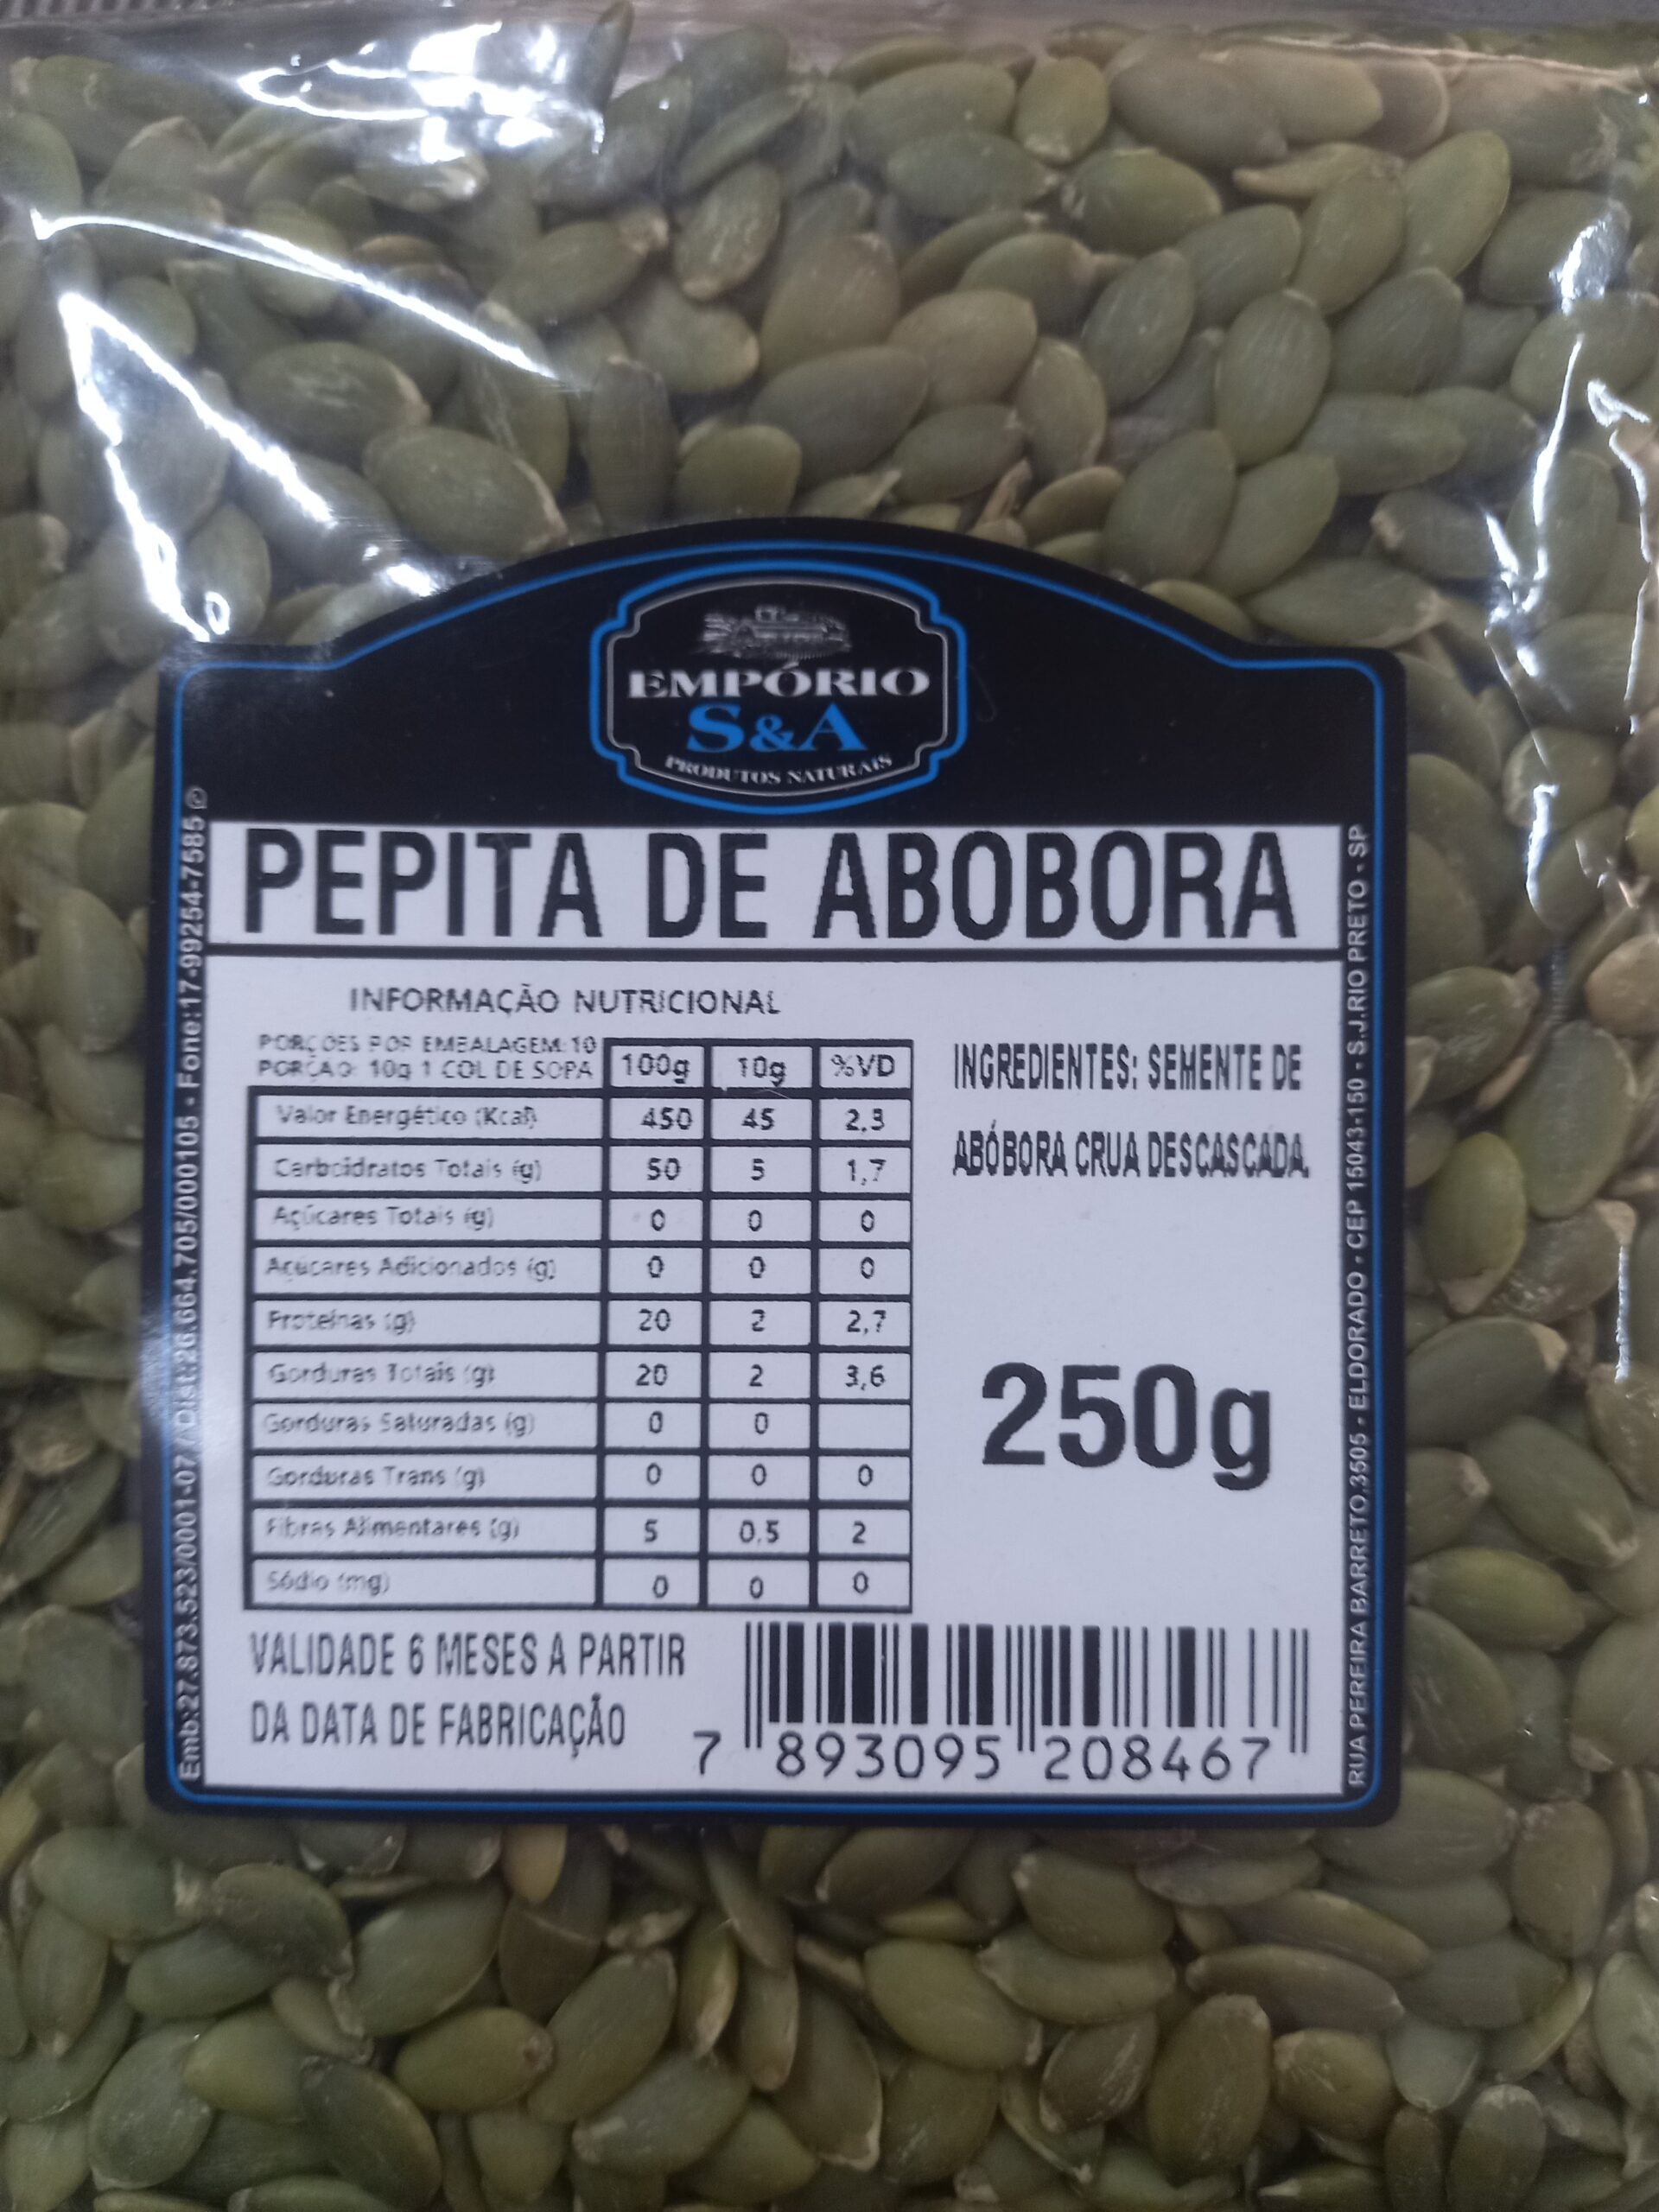 EMPÓRIO
S&A
PRODUTOS NATURAIS
PEPITA DE ABOBORA
INFORMAÇÃO NUTRICIONAL
PORÇOES POR EMBALAGEM: 10
PORÇAO: 10g 1 COL DE SOPA 100g 10g %VD
Valor Energético (Kcal) 450 45 2,3
Carboidratos Totais (g) 50 5 1,7
Açúcares Totais (g) 0 0 0
Açúcares Adicionados (g) 0 0 0
Proteínas (g) 20 2 2,7
Gorduras Totais (g) 20 2 3,6
Gorduras Saturadas (g) 0 0
Gorduras Trans (g) 0 0 0
Fibras Alimentares (g) 5 0,5 2
Sódio (mg) 0 0 0
INGREDIENTES: SEMENTE DE
ABÓBORA CRUA DESCASCADA.
250g
VALIDADE 6 MESES A PARTIR
DA DATA DE FABRICAÇÃO
7 893095 208467
Emb:27.873.523/0001-07 / Dist:26.664.705/000105 - Fone:17-99254-7585
RUA PEREIRA BARRETO,3505 - ELDORADO - CEP 15043-150 - S.J.RIO PRETO - SP